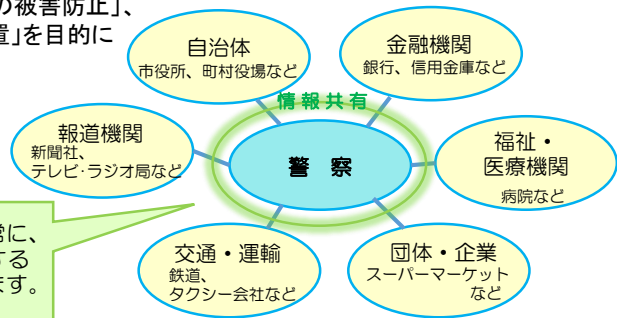 の被害防止」、
置」を目的に
自治体
市役所、町村役場など
金融機関
銀行、信用金庫など
情報共有
報道機関
新聞社、
テレビ・ラジオ局など
警　察
福祉・
医療機関
病院など
常に、
する
ます。
交通・運輸
鉄道、
タクシー会社など
団体・企業
スーパーマーケット
など